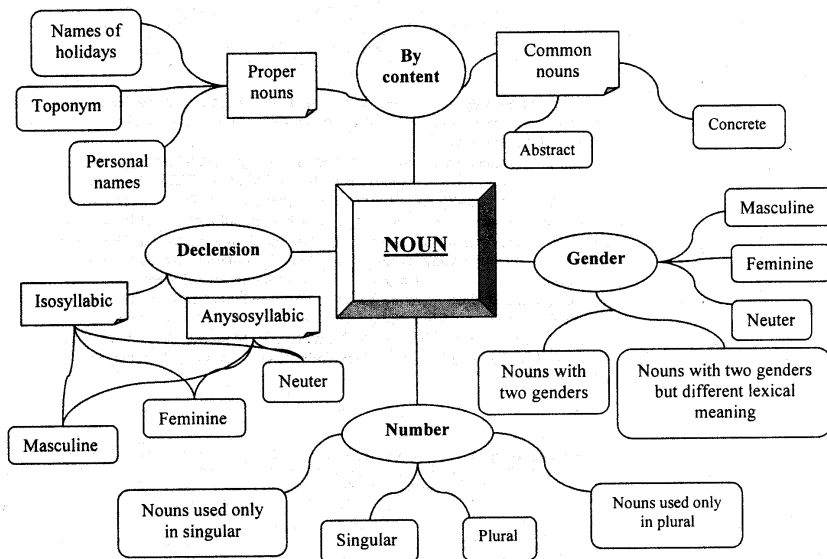 Names of
holidays
Toponym
Personal
names
Proper
nouns
By
content
Common
nouns
Abstract
Concrete
NOUN
Declension
Isosyllabic
Anysosyllabic
Neuter
Feminine
Masculine
Gender
Masculine
Feminine
Neuter
Nouns with
two genders
Nouns with two genders
but different lexical
meaning
Number
Nouns used only
in singular
Singular
Plural
Nouns used only
in plural